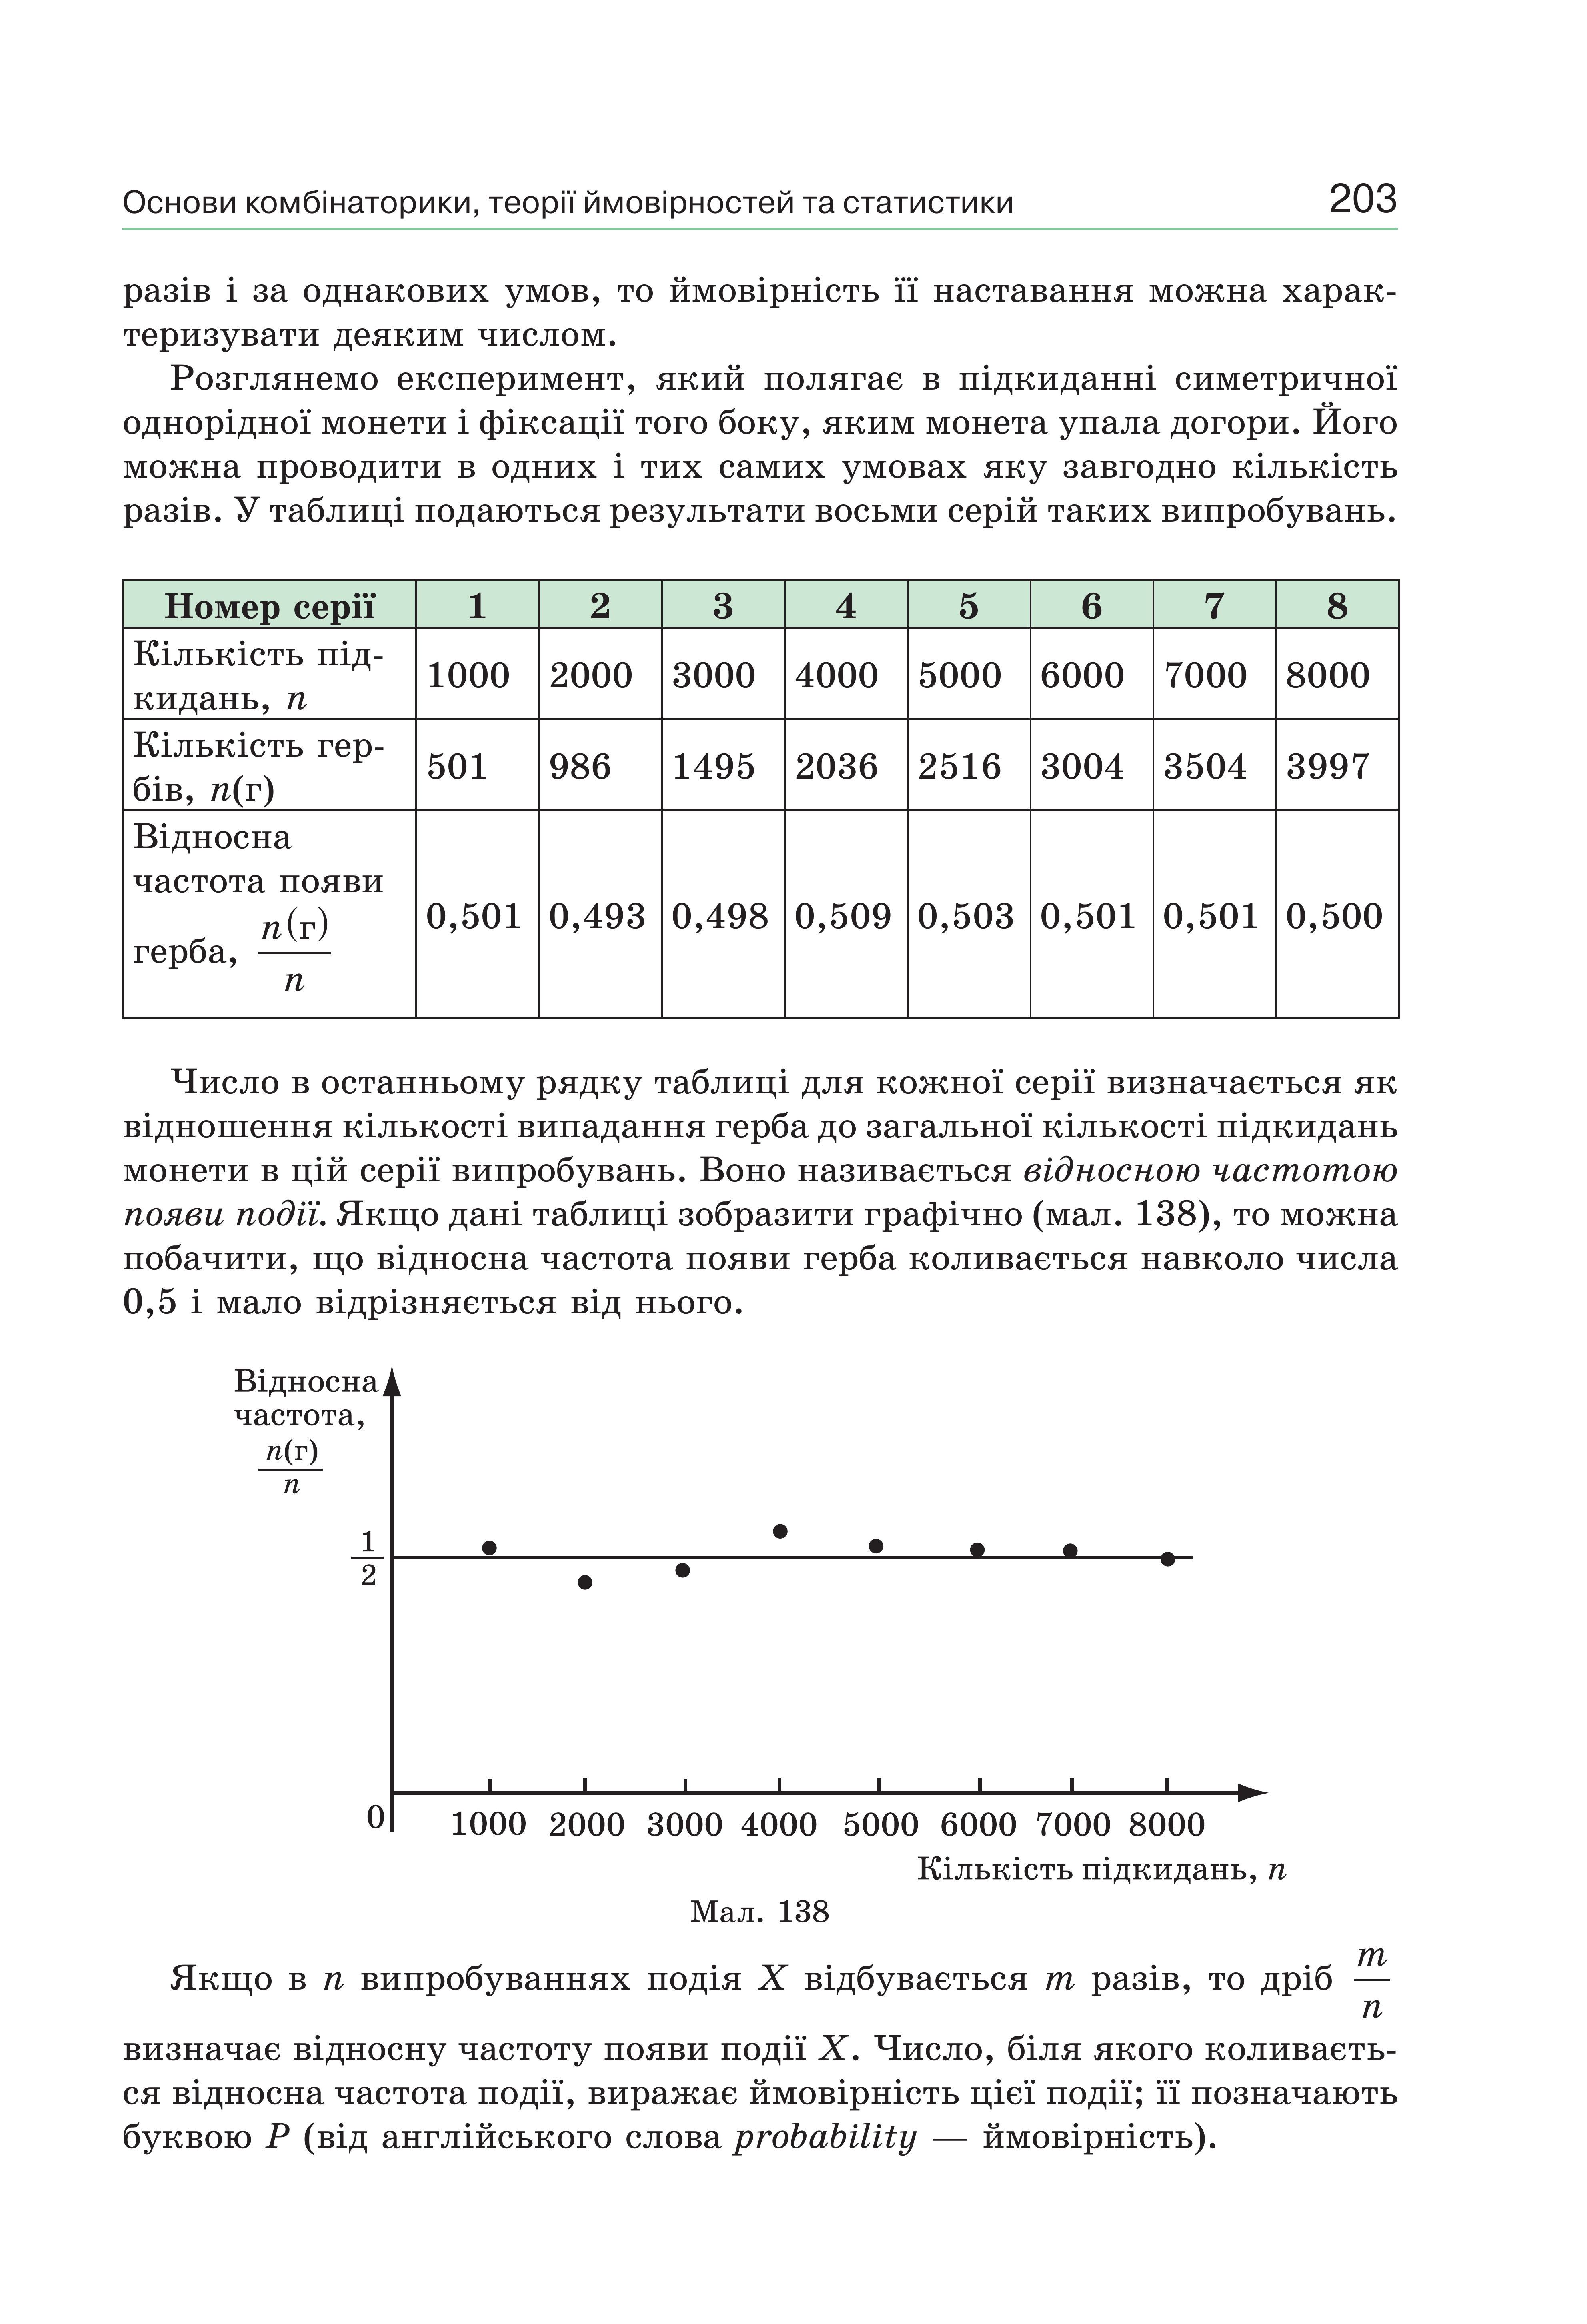 Основи комбінаторики, теорії ймовірностей та статистики 203
разів і за однакових умов, то ймовірність її наставання можна харак-
теризувати деяким числом.
Розглянемо експеримент, який полягає в підкиданні симетричної
однорідної монети і фіксації того боку, яким монета упала догори. Його
можна проводити в одних і тих самих умовах яку завгодно кількість
разів. У таблиці подаються результати восьми серій таких випробувань.
Номер серії 1 2 3 4 5 6 7 8
Кількість під-
кидань, n 1000 2000 3000 4000 5000 6000 7000 8000
Кількість гер-
бів, n(г) 501 986 1495 2036 2516 3004 3504 3997
Відносна
частота появи
герба, n(г)/n 0,501 0,493 0,498 0,509 0,503 0,501 0,501 0,500
Число в останньому рядку таблиці для кожної серії визначається як
відношення кількості випадання герба до загальної кількості підкидань
монети в цій серії випробувань. Воно називається відносною частотою
появи події. Якщо дані таблиці зобразити графічно (мал. 138), то можна
побачити, що відносна частота появи герба коливається навколо числа
0,5 і мало відрізняється від нього.
Відносна
частота,
n(г)/n
1/2
0 1000 2000 3000 4000 5000 6000 7000 8000
Кількість підкидань, n
Мал. 138
Якщо в n випробуваннях подія X відбувається m разів, то дріб m/n
визначає відносну частоту появи події X. Число, біля якого коливаєть-
ся відносна частота події, виражає ймовірність цієї події; її позначають
буквою P (від англійського слова probability — ймовірність).